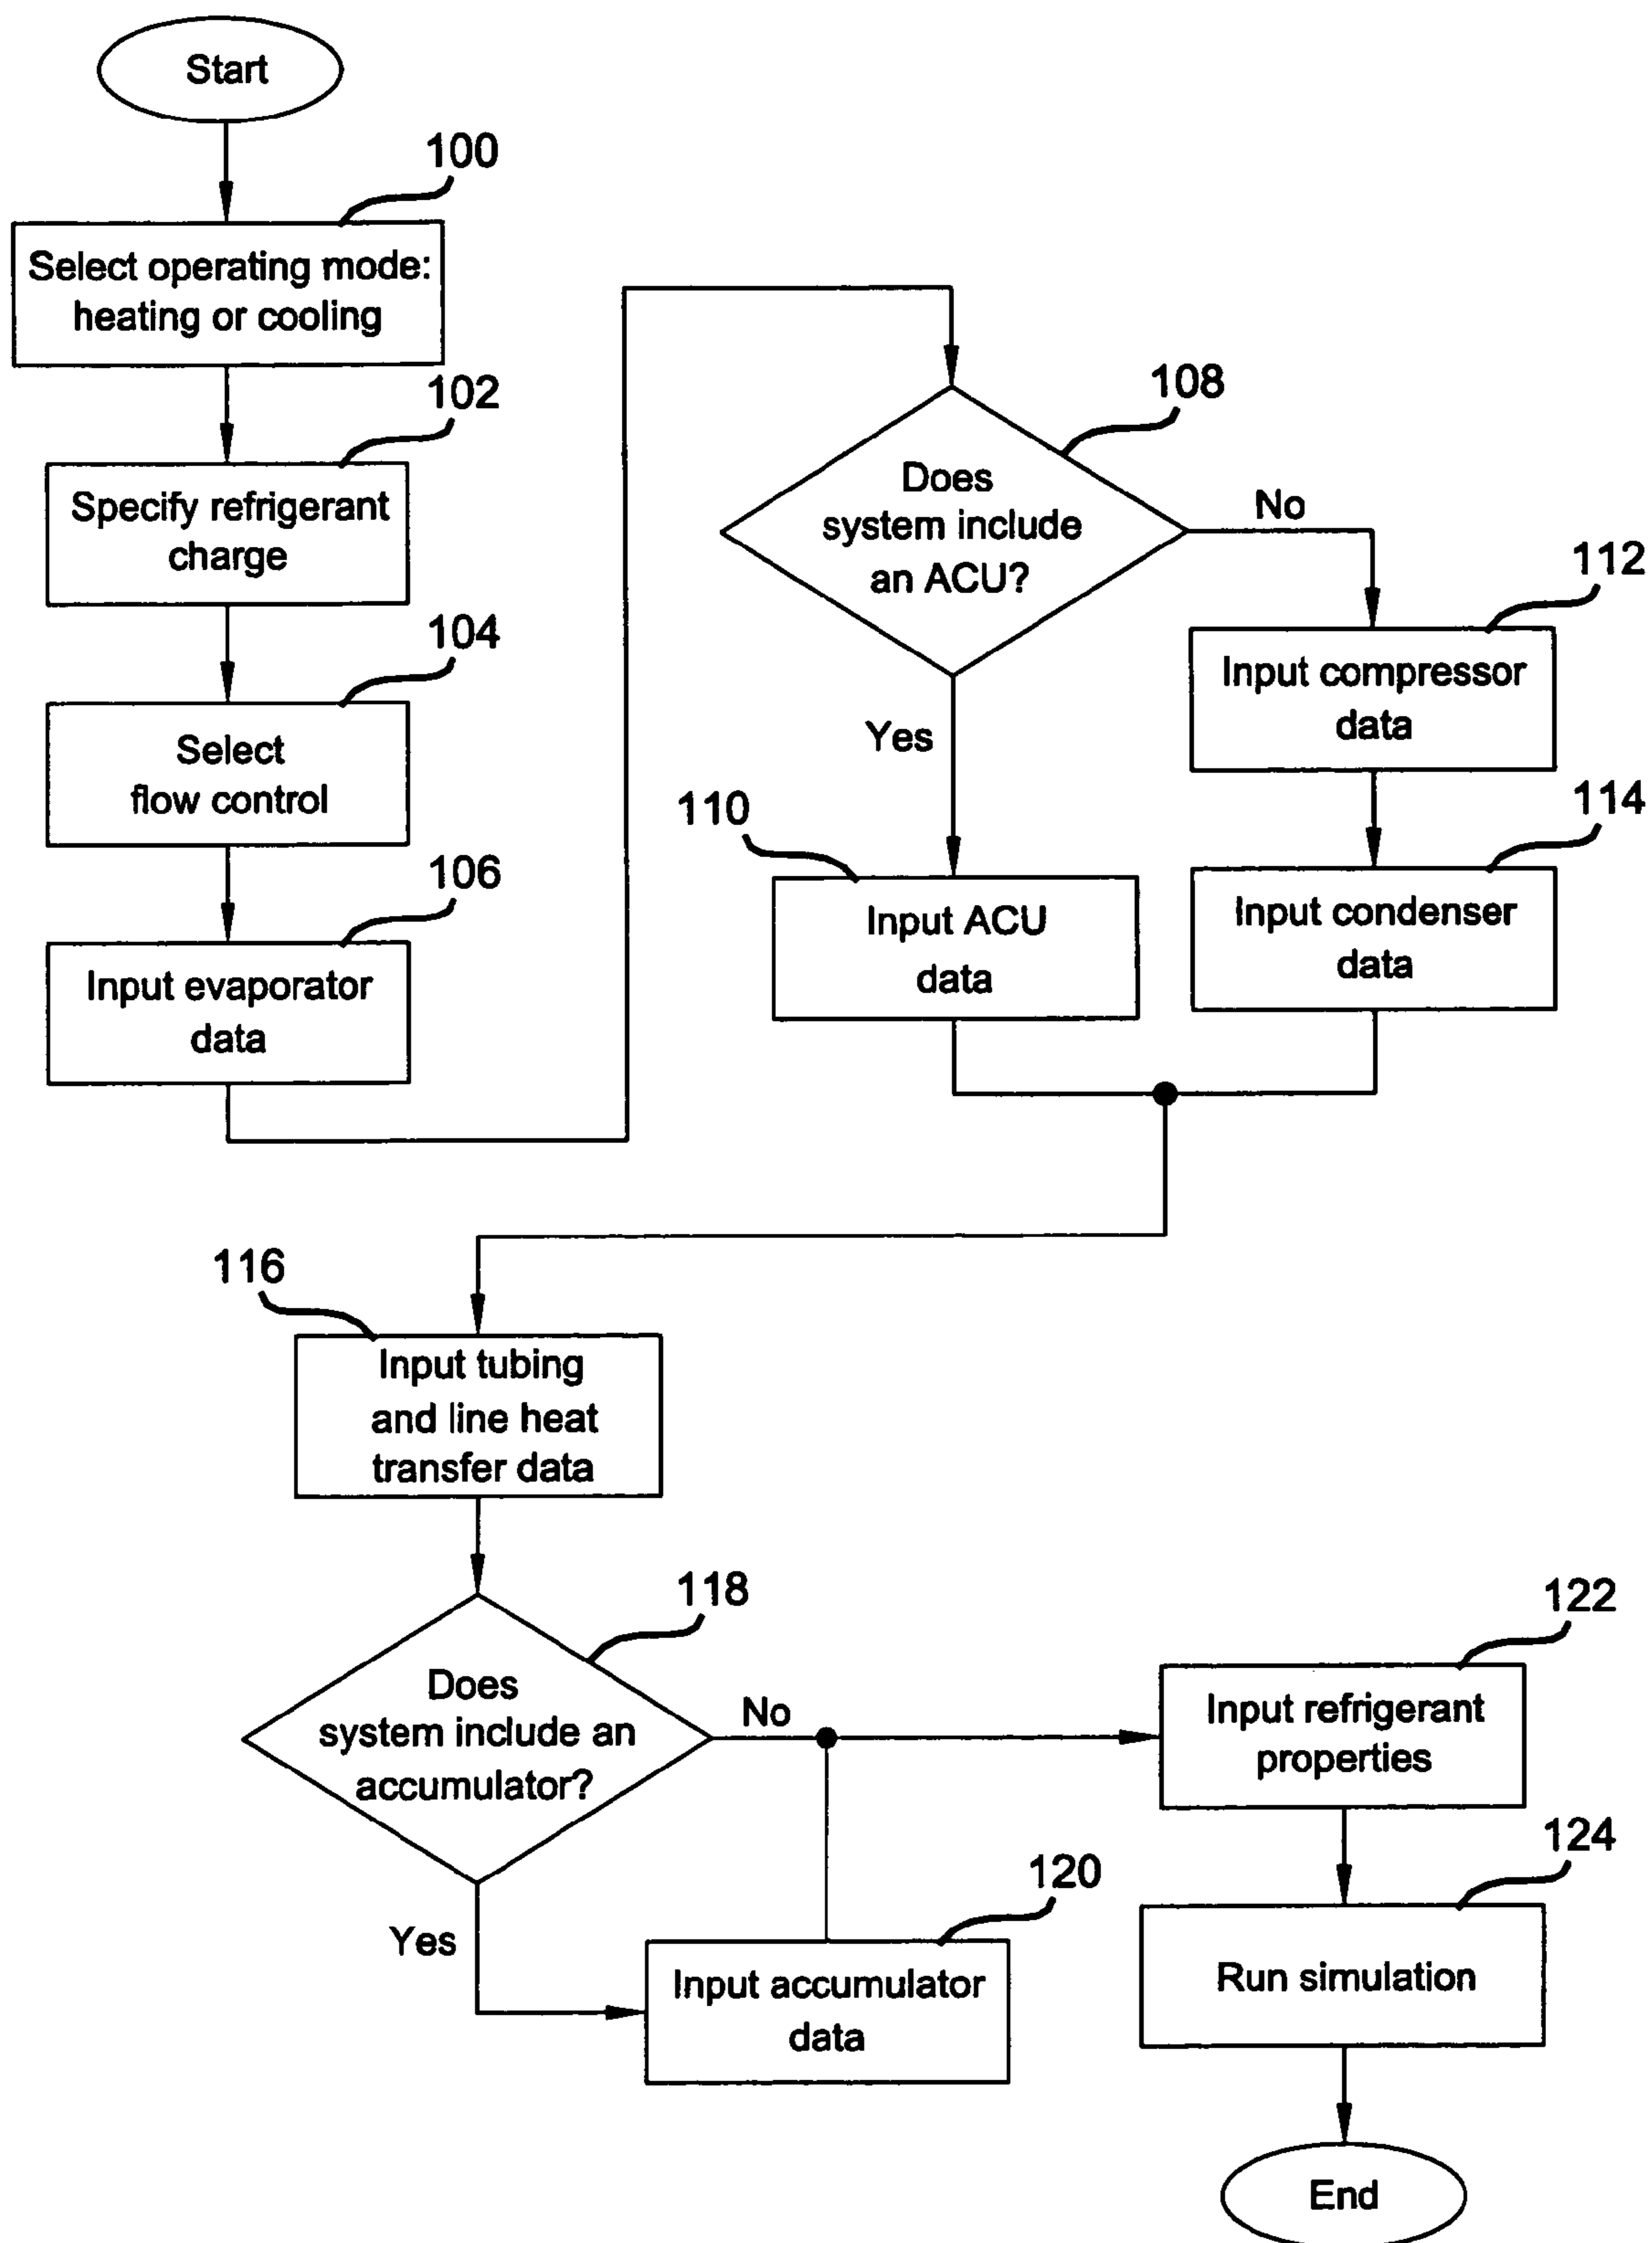 Start
100
Select operating mode:
heating or cooling
102
Specify refrigerant
charge
104
Select
flow control
106
Input evaporator
data
108
Does
system include
an ACU?
No
Yes
110
Input ACU
data
112
Input compressor
data
114
Input condenser
data
116
Input tubing
and line heat
transfer data
118
Does
system include an
accumulator?
No
Yes
120
Input accumulator
data
122
Input refrigerant
properties
124
Run simulation
End